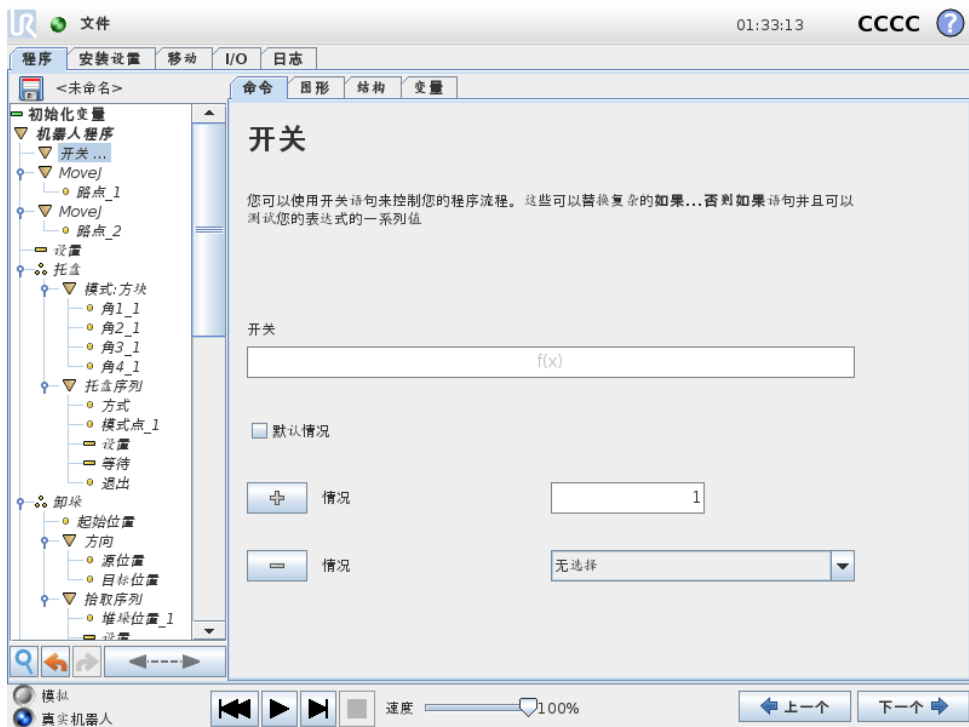 UR 文件 01:33:13 CCCC ?
程序 安装设置 移动 I/O 日志
<未命名>
命令 图形 结构 变量
初始化变量
机器人程序
开关 ...
MoveJ
路点_1
MoveJ
路点_2
设置
托盘
模式:方块
角1_1
角2_1
角3_1
角4_1
托盘序列
方式
模式点_1
设置
等待
退出
卸垛
起始位置
方向
源位置
目标位置
拾取序列
堆垛位置_1
设置
开关
您可以使用开关语句来控制您的程序流程。这些可以替换复杂的如果...否则如果语句并且可以
测试您的表达式的一系列值
开关
f(x)
默认情况
情况 1
情况 无选择
模拟
真实机器人
速度 100%
上一个 下一个